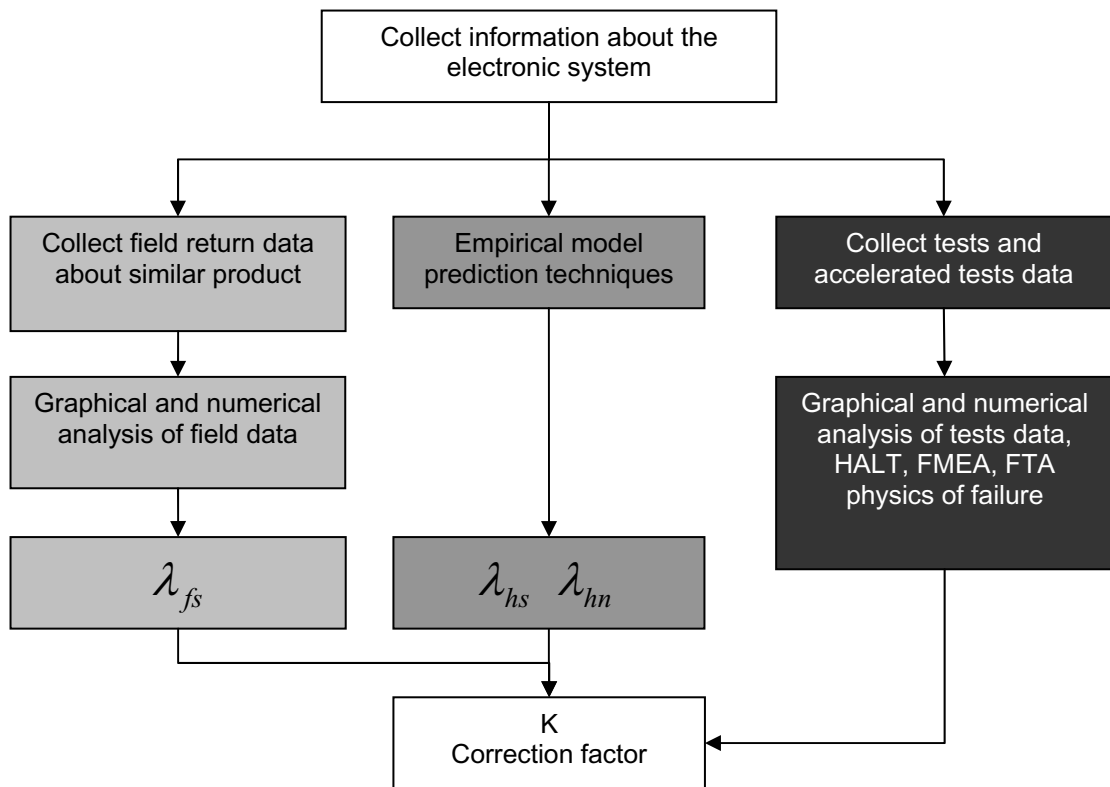 Collect information about the
electronic system
Collect field return data
about similar product
Empirical model
prediction techniques
Collect tests and
accelerated tests data
Graphical and numerical
analysis of field data
Graphical and numerical
analysis of tests data,
HALT, FMEA, FTA
physics of failure
λfs
λhs λhn
K
Correction factor